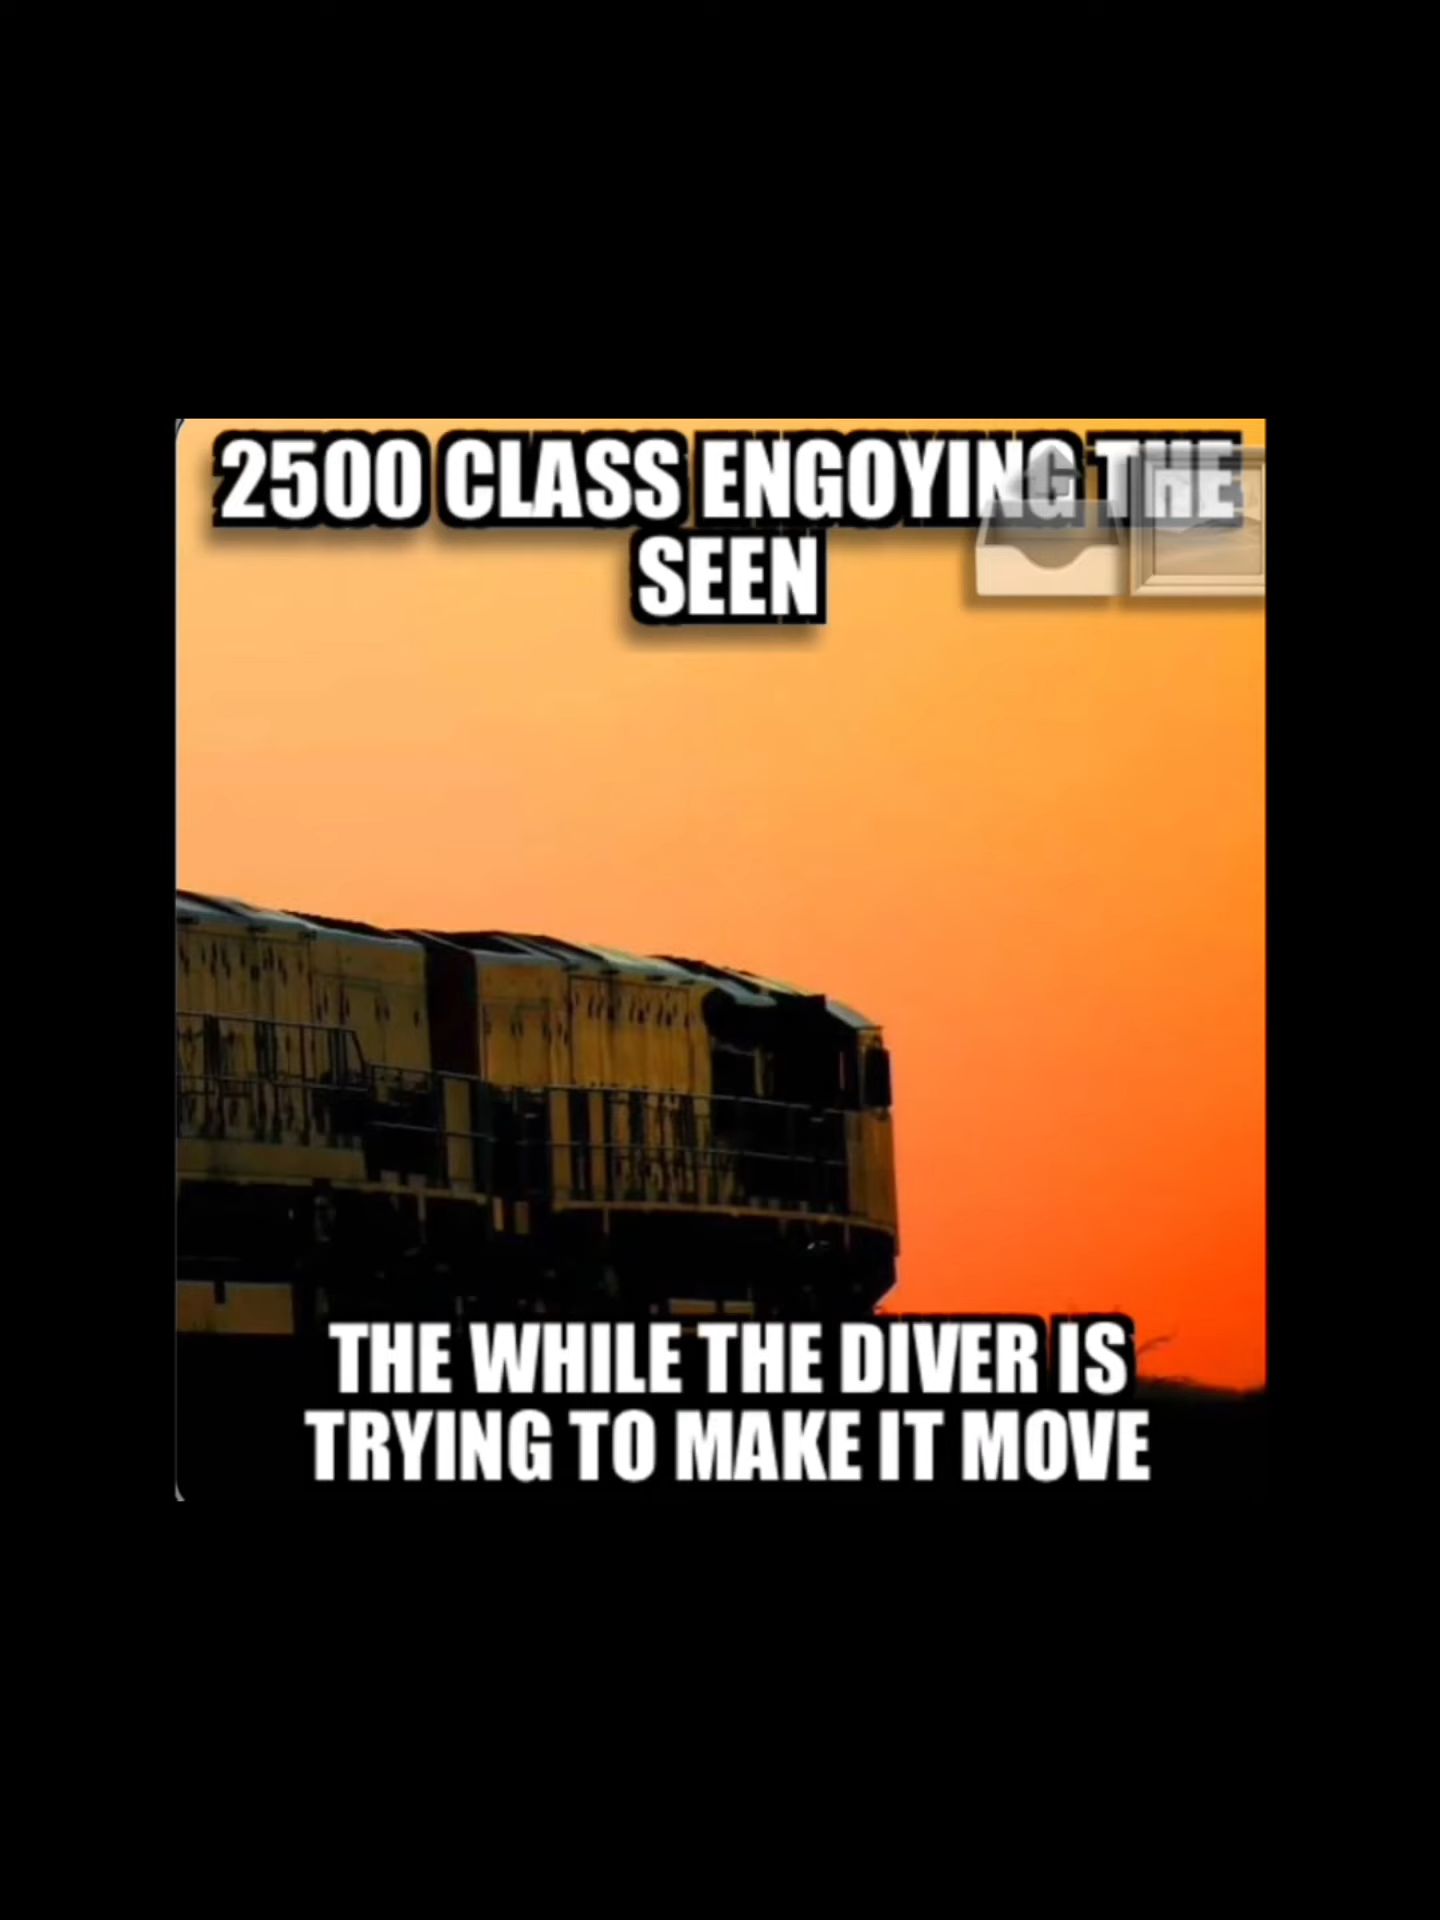 2500 CLASS ENGOYING THE
SEEN
THE WHILE THE DIVER IS
TRYING TO MAKE IT MOVE